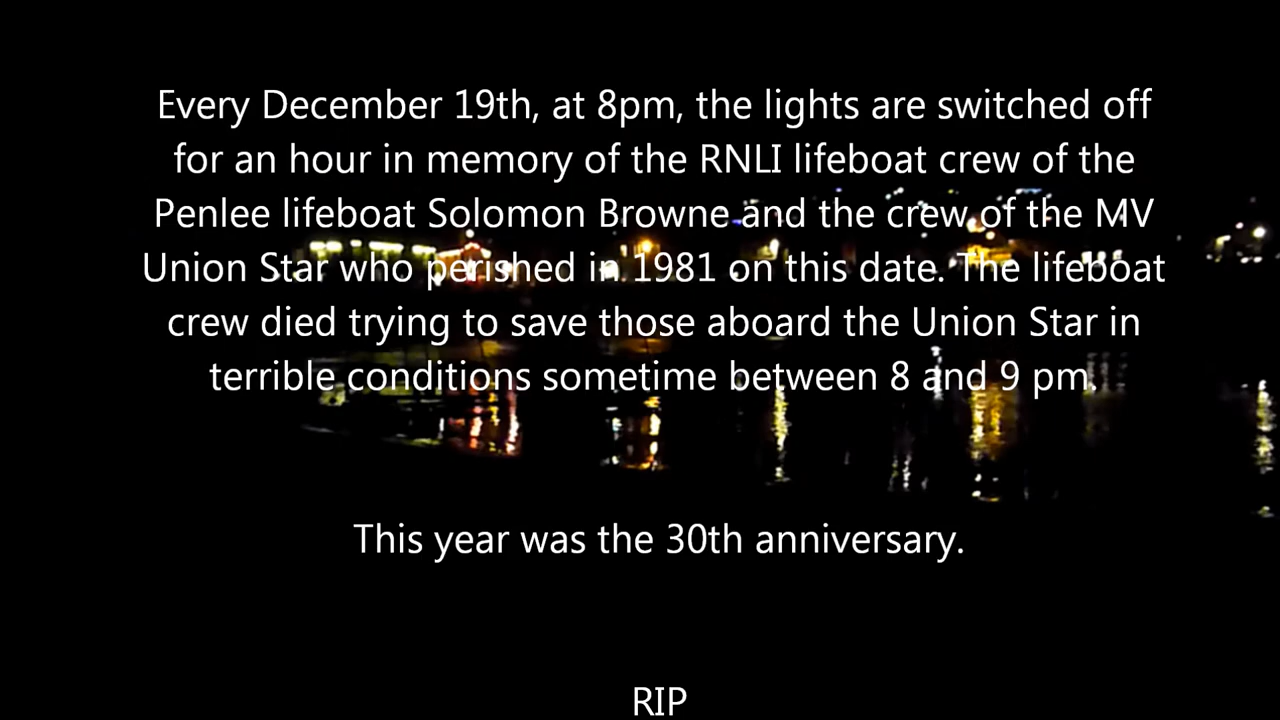 Every December 19th, at 8pm, the lights are switched off
for an hour in memory of the RNLI lifeboat crew of the
Penlee lifeboat Solomon Browne and the crew of the MV
Union Star who perished in 1981 on this date. The lifeboat
crew died trying to save those aboard the Union Star in
terrible conditions sometime between 8 and 9 pm.
This year was the 30th anniversary.
RIP